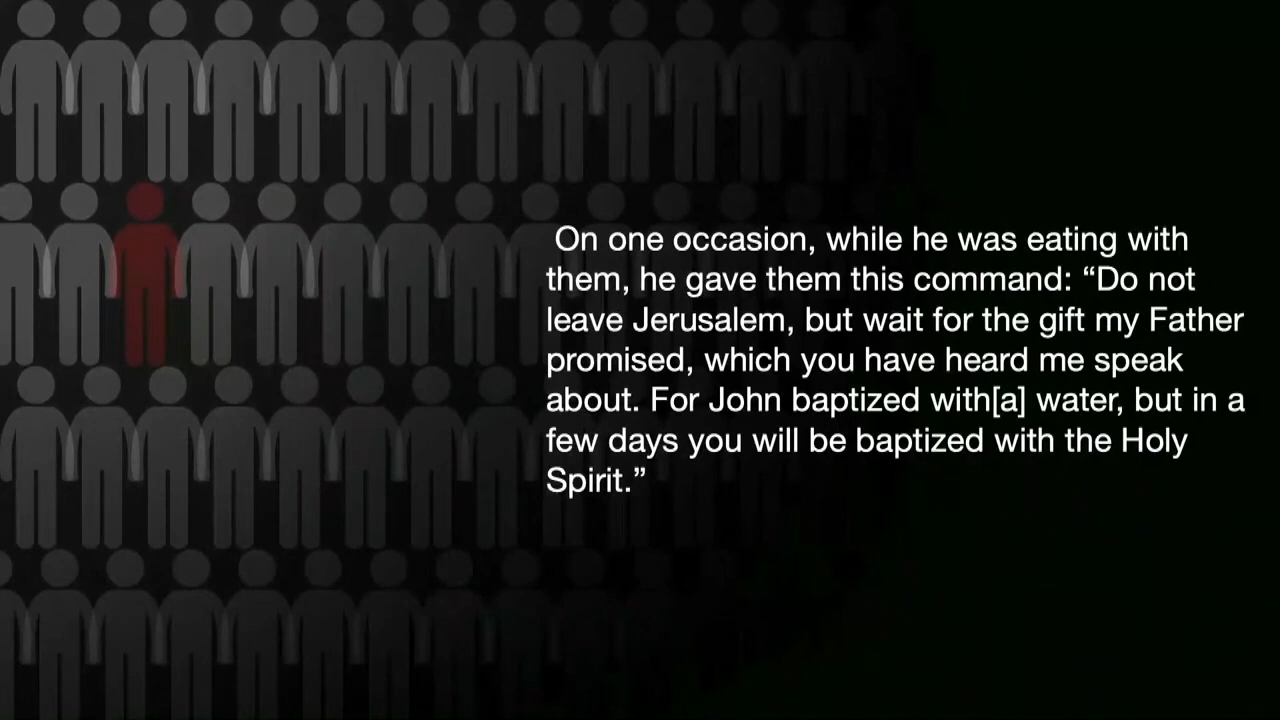 On one occasion, while he was eating with
them, he gave them this command: “Do not
leave Jerusalem, but wait for the gift my Father
promised, which you have heard me speak
about. For John baptized with[a] water, but in a
few days you will be baptized with the Holy
Spirit.”